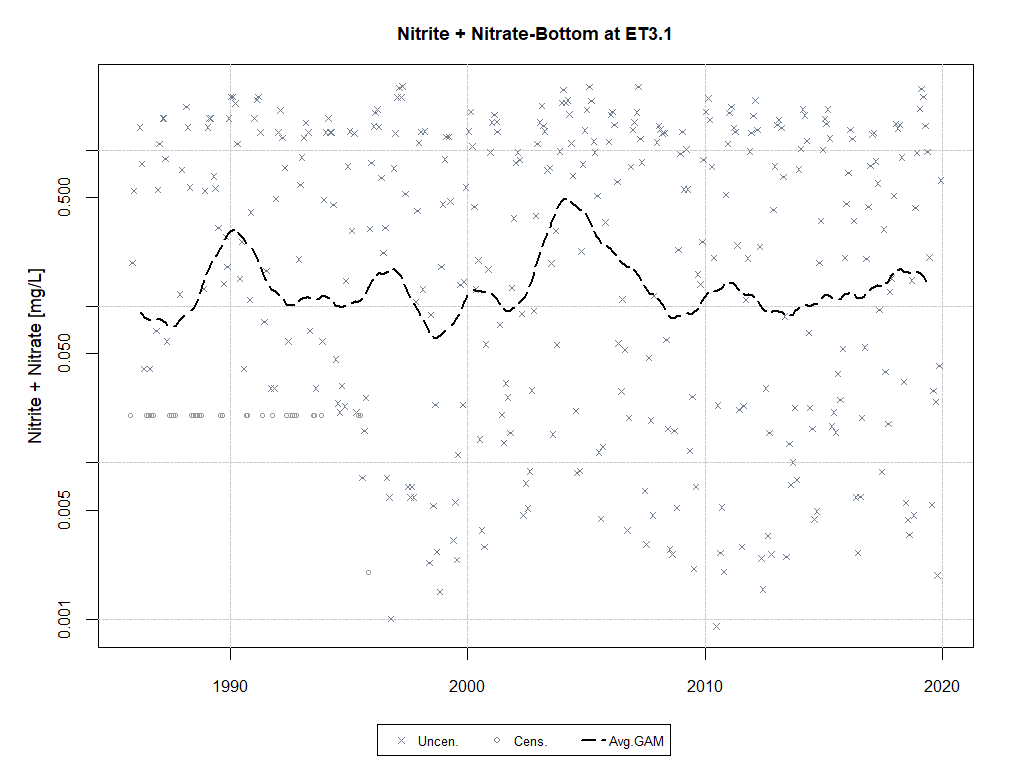 Nitrite + Nitrate-Bottom at ET3.1
Nitrite + Nitrate [mg/L]
0.500
0.050
0.005
0.001
1990 2000 2010 2020
Uncen. Cens. Avg.GAM